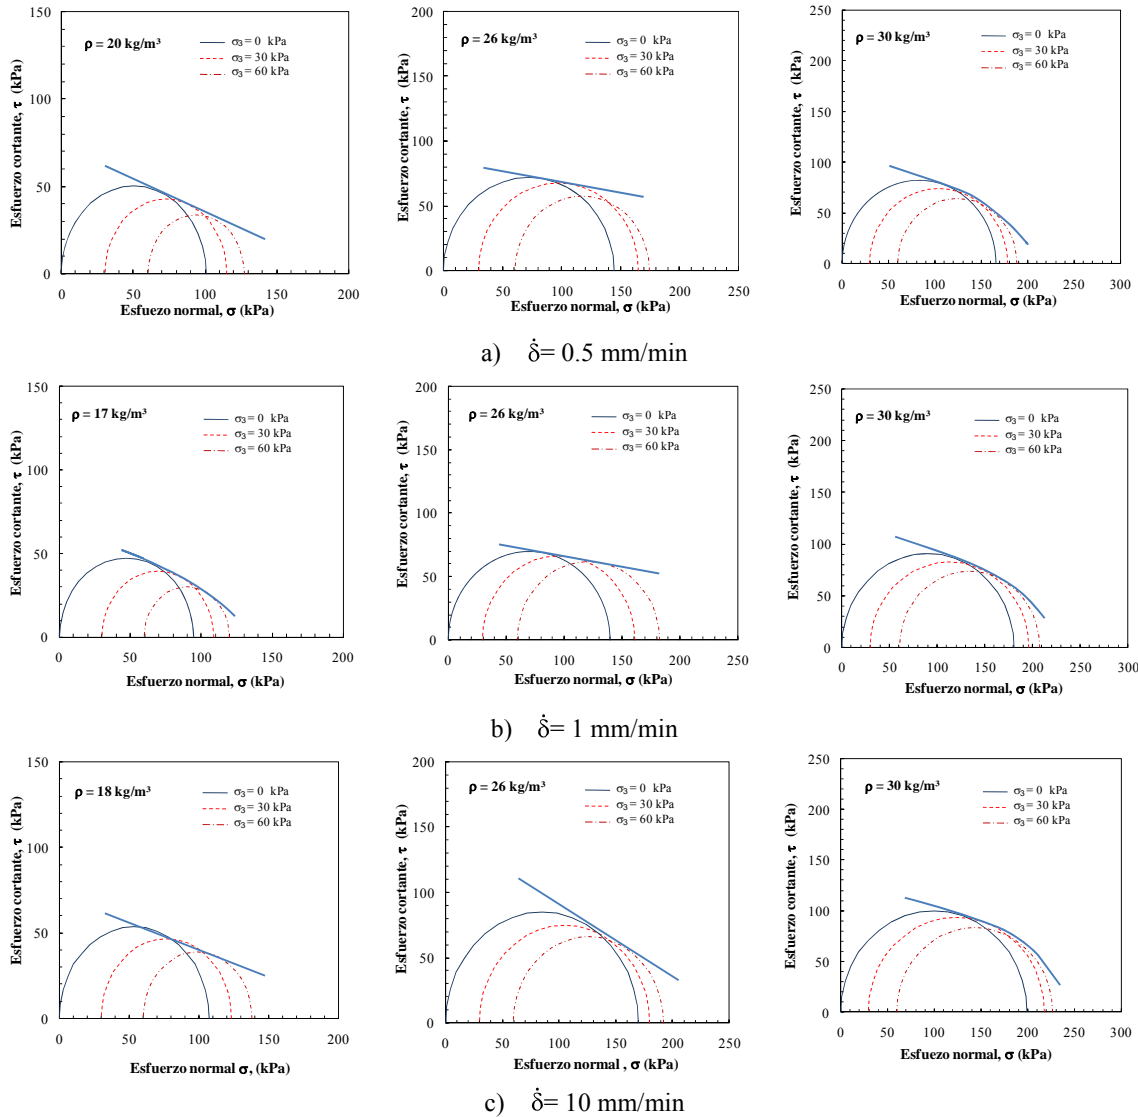 ρ = 20 kg/m³
σ3 = 0 kPa
σ3 = 30 kPa
σ3 = 60 kPa
Esfuerzo cortante, τ (kPa)
150
100
50
0
0 50 100 150 200
Esfuezo normal, σ (kPa)
ρ = 26 kg/m³
σ3 = 0 kPa
σ3 = 30 kPa
σ3 = 60 kPa
Esfuerzo cortante, τ (kPa)
200
150
100
50
0
0 50 100 150 200 250
Esfuerzo normal, σ (kPa)
ρ = 30 kg/m³
σ3 = 0 kPa
σ3 = 30 kPa
σ3 = 60 kPa
Esfuerzo cortante, τ (kPa)
250
200
150
100
50
0
0 50 100 150 200 250 300
Esfuerzo normal, σ (kPa)
a) δ̇= 0.5 mm/min
ρ = 17 kg/m³
σ3 = 0 kPa
σ3 = 30 kPa
σ3 = 60 kPa
Esfuerzo cortante, τ (kPa)
150
100
50
0
0 50 100 150 200
Esfuerzo normal, σ (kPa)
ρ = 26 kg/m³
σ3 = 0 kPa
σ3 = 30 kPa
σ3 = 60 kPa
Esfuerzo cortante, τ (kPa)
200
150
100
50
0
0 50 100 150 200 250
Esfuerzo normal, σ (kPa)
ρ = 30 kg/m³
σ3 = 0 kPa
σ3 = 30 kPa
σ3 = 60 kPa
Esfuerzo cortante, τ (kPa)
250
200
150
100
50
0
0 50 100 150 200 250 300
Esfuerzo normal, σ (kPa)
b) δ̇= 1 mm/min
ρ = 18 kg/m³
σ3 = 0 kPa
σ3 = 30 kPa
σ3 = 60 kPa
Esfuerzo cortante, τ (kPa)
150
100
50
0
0 50 100 150 200
Esfuerzo normal σ, (kPa)
ρ = 26 kg/m³
σ3 = 0 kPa
σ3 = 30 kPa
σ3 = 60 kPa
Esfuerzo cortante, τ (kPa)
200
150
100
50
0
0 50 100 150 200 250
Esfuerzo normal , σ (kPa)
ρ = 30 kg/m³
σ3 = 0 kPa
σ3 = 30 kPa
σ3 = 60 kPa
Esfuerzo cortante, τ (kPa)
250
200
150
100
50
0
0 50 100 150 200 250 300
Esfuezo normal, σ (kPa)
c) δ̇= 10 mm/min